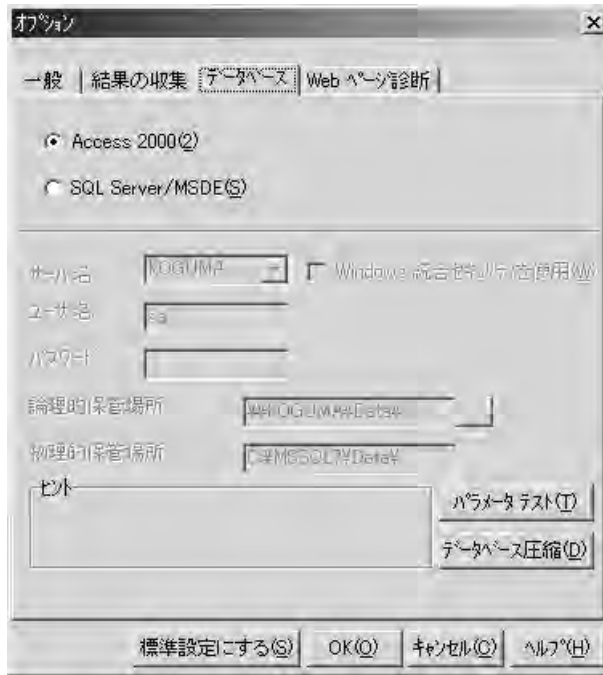 オプション
一般
結果の収集
データベース
Web ページ診断
Access 2000(2)
SQL Server/MSDE(S)
サーバ名
KOGUMA
Windows 統合セキュリティを使用(W)
ユーザ名
sa
パスワード
論理的保管場所
¥¥KOGUMA¥Data¥
物理的保管場所
C:¥MSSQL7¥Data¥
ヒント
パラメータ テスト(T)
データベース圧縮(D)
標準設定にする(S)
OK(O)
キャンセル(C)
ヘルプ(H)